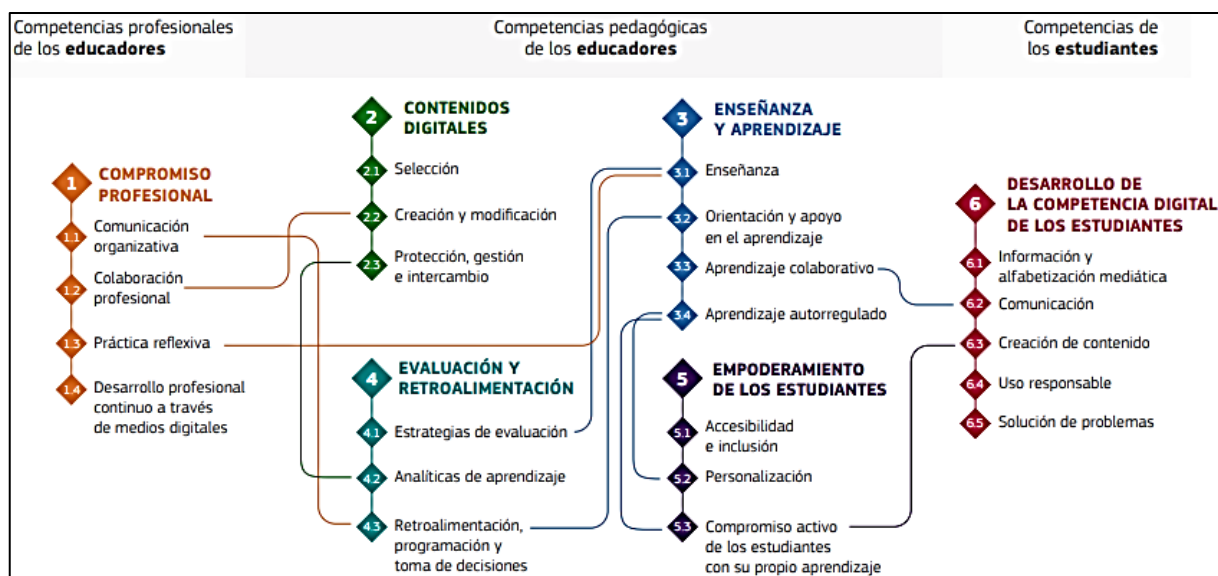 Competencias profesionales
de los educadores
Competencias pedagógicas
de los educadores
Competencias de
los estudiantes
1
COMPROMISO
PROFESIONAL
1.1
Comunicación
organizativa
1.2
Colaboración
profesional
1.3
Práctica reflexiva
1.4
Desarrollo profesional
continuo a través
de medios digitales
2
CONTENIDOS
DIGITALES
2.1
Selección
2.2
Creación y modificación
2.3
Protección, gestión
e intercambio
3
ENSEÑANZA
Y APRENDIZAJE
3.1
Enseñanza
3.2
Orientación y apoyo
en el aprendizaje
3.3
Aprendizaje colaborativo
3.4
Aprendizaje autorregulado
4
EVALUACIÓN Y
RETROALIMENTACIÓN
4.1
Estrategias de evaluación
4.2
Analíticas de aprendizaje
4.3
Retroalimentación,
programación y
toma de decisiones
5
EMPODERAMIENTO
DE LOS ESTUDIANTES
5.1
Accesibilidad
e inclusión
5.2
Personalización
5.3
Compromiso activo
de los estudiantes
con su propio aprendizaje
6
DESARROLLO DE
LA COMPETENCIA DIGITAL
DE LOS ESTUDIANTES
6.1
Información y
alfabetización mediática
6.2
Comunicación
6.3
Creación de contenido
6.4
Uso responsable
6.5
Solución de problemas